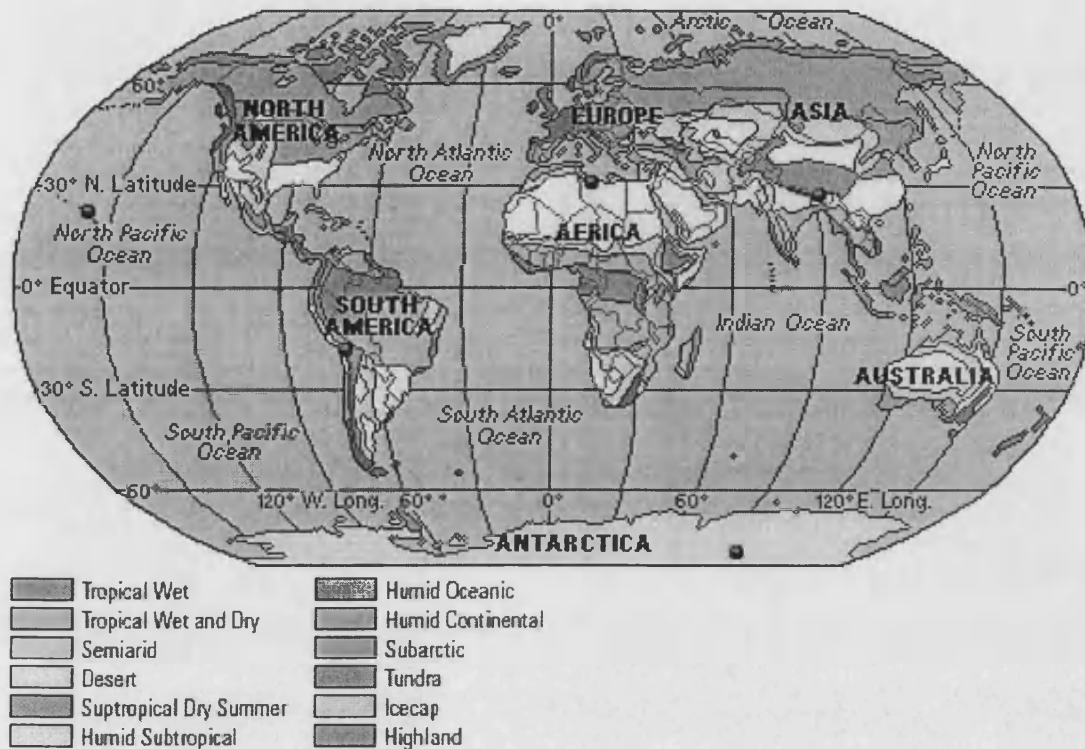 0°
Arctic
Ocean
60°
NORTH
AMERICA
EUROPE
ASIA
North Atlantic
Ocean
North
Pacific
Ocean
30° N. Latitude
North Pacific
Ocean
AFRICA
0° Equator
0°
SOUTH
AMERICA
Indian Ocean
South
Pacific
Ocean
AUSTRALIA
30° S. Latitude
South Pacific
Ocean
South Atlantic
Ocean
60°
120° W. Long.
60°
0°
60°
120° E. Long.
ANTARCTICA
Tropical Wet
Tropical Wet and Dry
Semiarid
Desert
Suptropical Dry Summer
Humid Subtropical
Humid Oceanic
Humid Continental
Subarctic
Tundra
Icecap
Highland